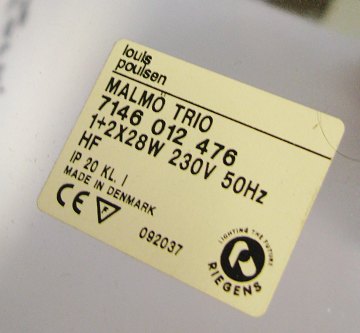 louis
poulsen
MALMÖ TRIO
7146 012 476
1+2X28W 230V 50Hz
HF
IP 20 KL. I
MADE IN DENMARK
CE F
092037
LIGHTING THE FUTURE
RIEGENS